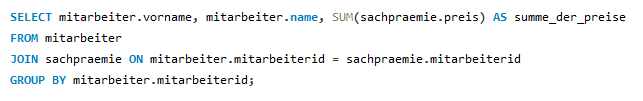 SELECT mitarbeiter.vorname, mitarbeiter.name, SUM(sachpraemie.preis) AS summe_der_preise
FROM mitarbeiter
JOIN sachpraemie ON mitarbeiter.mitarbeiterid = sachpraemie.mitarbeiterid
GROUP BY mitarbeiter.mitarbeiterid;